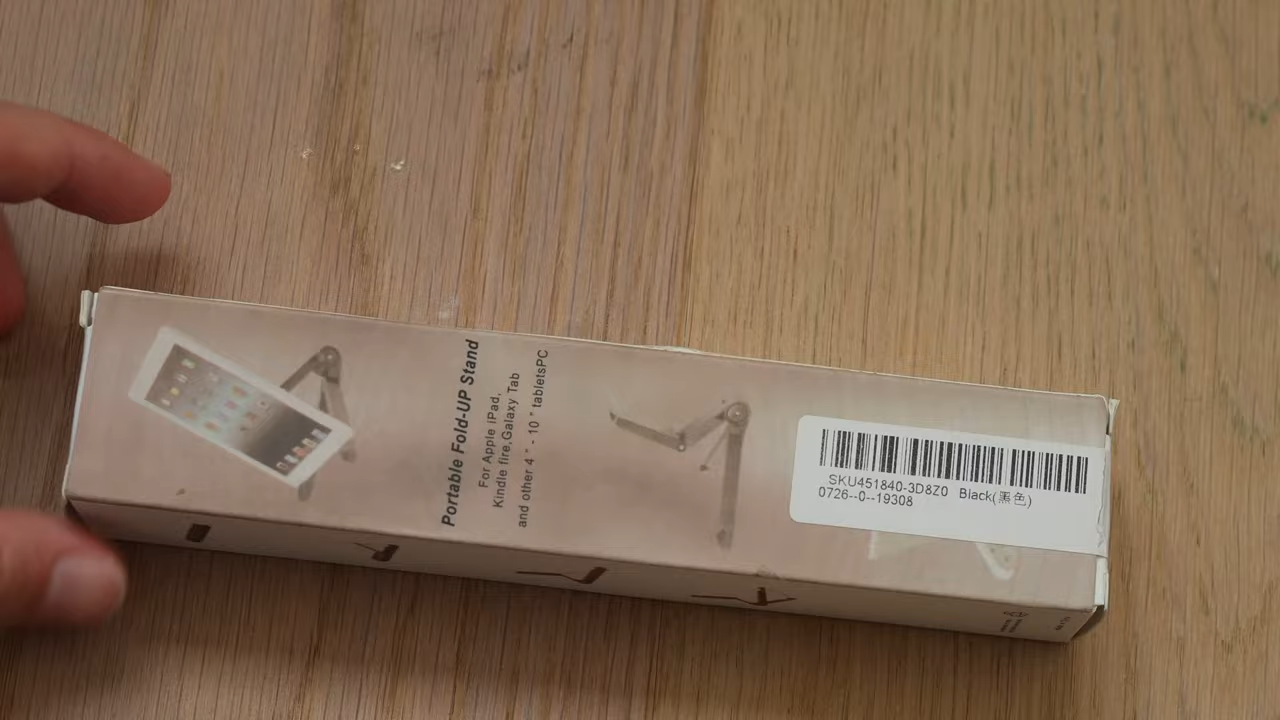 Portable Fold-UP Stand
For Apple iPad,
Kindle fire,Galaxy Tab
and other 4 " - 10 " tabletsPC
SKU451840-3D8Z0 Black(黑色)
0726--0--19308